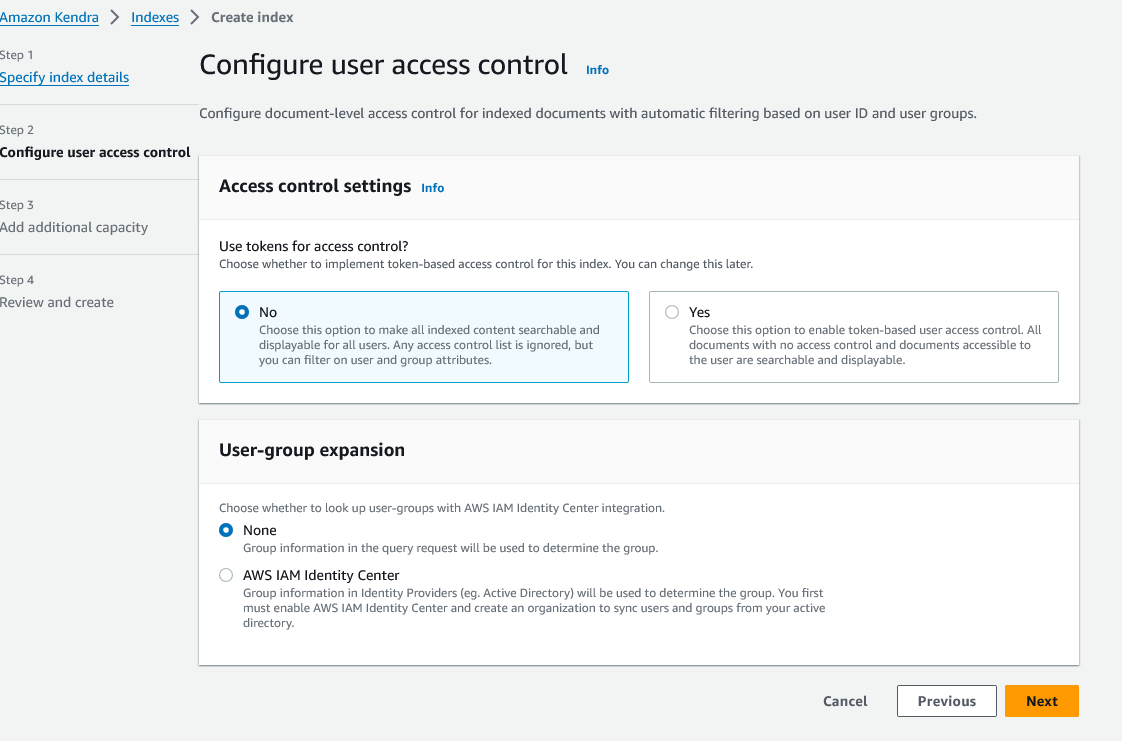 Amazon Kendra > Indexes > Create index
Step 1
Specify index details
Step 2
Configure user access control
Step 3
Add additional capacity
Step 4
Review and create
Configure user access control Info
Configure document-level access control for indexed documents with automatic filtering based on user ID and user groups.
Access control settings Info
Use tokens for access control?
Choose whether to implement token-based access control for this index. You can change this later.
No
Choose this option to make all indexed content searchable and
displayable for all users. Any access control list is ignored, but
you can filter on user and group attributes.
Yes
Choose this option to enable token-based user access control. All
documents with no access control and documents accessible to
the user are searchable and displayable.
User-group expansion
Choose whether to look up user-groups with AWS IAM Identity Center integration.
None
Group information in the query request will be used to determine the group.
AWS IAM Identity Center
Group information in Identity Providers (eg. Active Directory) will be used to determine the group. You first
must enable AWS IAM Identity Center and create an organization to sync users and groups from your active
directory.
Cancel Previous Next